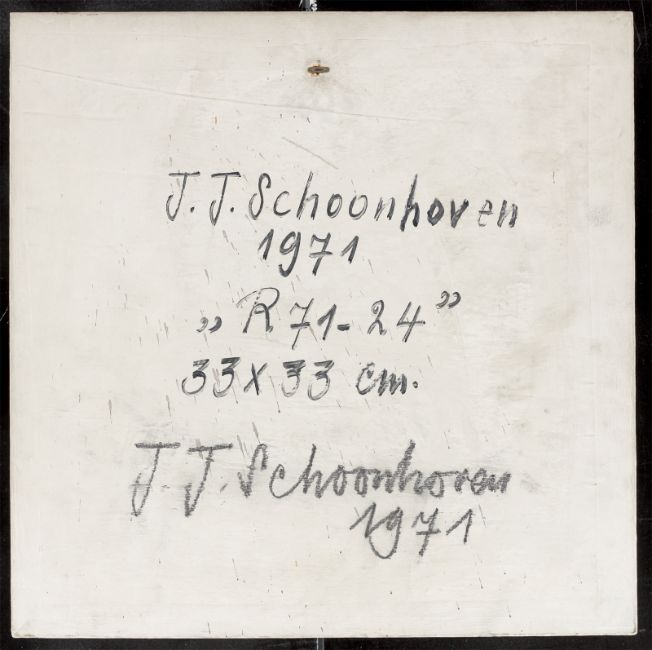 J. J. Schoonhoven
1971
„ R 71-24 ”
33 x 33 cm.
J. J. Schoonhoven
1971